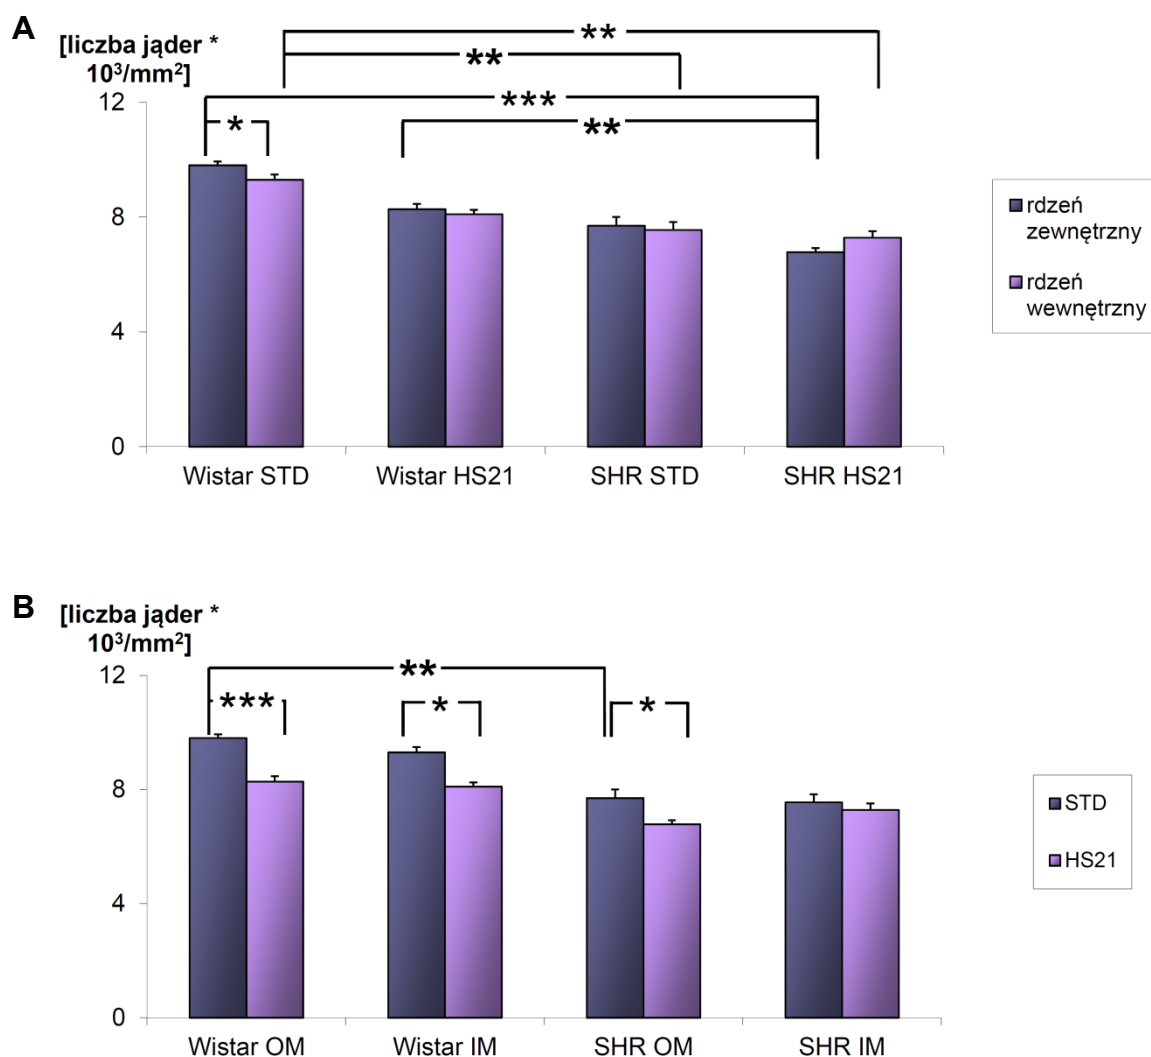 A
[liczba jąder *
10³/mm²]
**
**
***
*
**
12
8
4
0
Wistar STD
Wistar HS21
SHR STD
SHR HS21
rdzeń
zewnętrzny
rdzeń
wewnętrzny
B
[liczba jąder *
10³/mm²]
**
***
*
*
12
8
4
0
Wistar OM
Wistar IM
SHR OM
SHR IM
STD
HS21